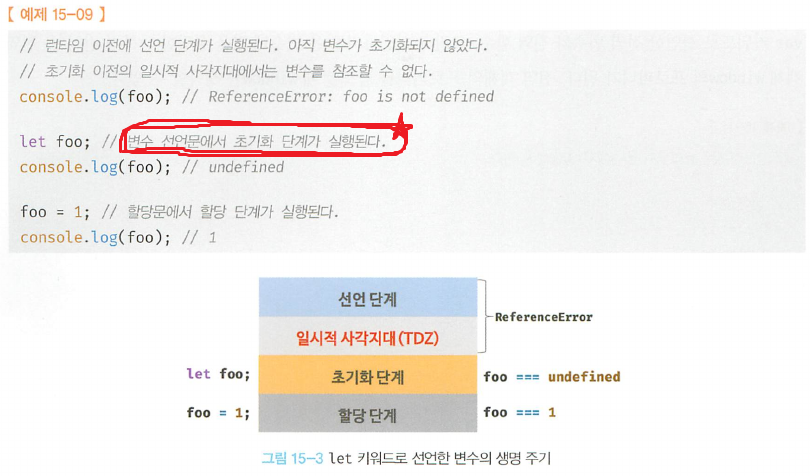 【 예제 15-09 】
// 런타임 이전에 선언 단계가 실행된다. 아직 변수가 초기화되지 않았다.
// 초기화 이전의 일시적 사각지대에서는 변수를 참조할 수 없다.
console.log(foo); // ReferenceError: foo is not defined
let foo; // 변수 선언문에서 초기화 단계가 실행된다.
console.log(foo); // undefined
foo = 1; // 할당문에서 할당 단계가 실행된다.
console.log(foo); // 1
선언 단계
ReferenceError
일시적 사각지대(TDZ)
let foo; 초기화 단계 foo === undefined
foo = 1; 할당 단계 foo === 1
그림 15-3 let 키워드로 선언한 변수의 생명 주기